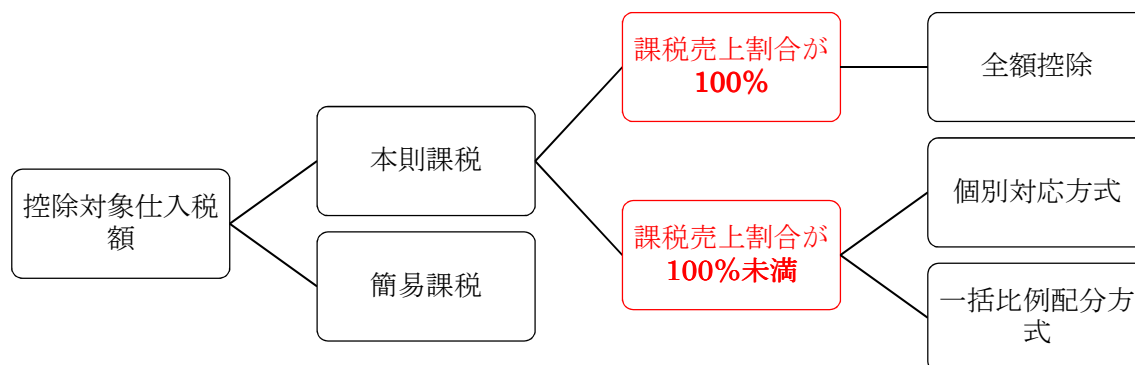 控除対象仕入税
額
本則課税
簡易課税
課税売上割合が
100%
課税売上割合が
100%未満
全額控除
個別対応方式
一括比例配分方
式